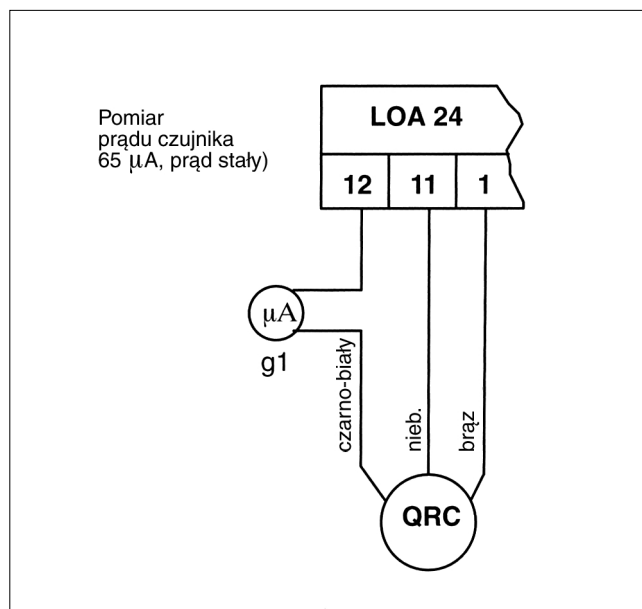 Pomiar
prądu czujnika
65 µA, prąd stały)
LOA 24
12 11 1
µA
g1
czarno-biały
nieb.
brąz
QRC